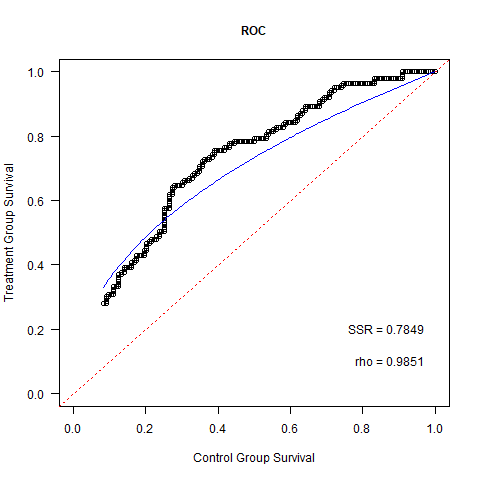 ROC
Treatment Group Survival
1.0
0.8
0.6
0.4
0.2
0.0
SSR = 0.7849
rho = 0.9851
0.0 0.2 0.4 0.6 0.8 1.0
Control Group Survival